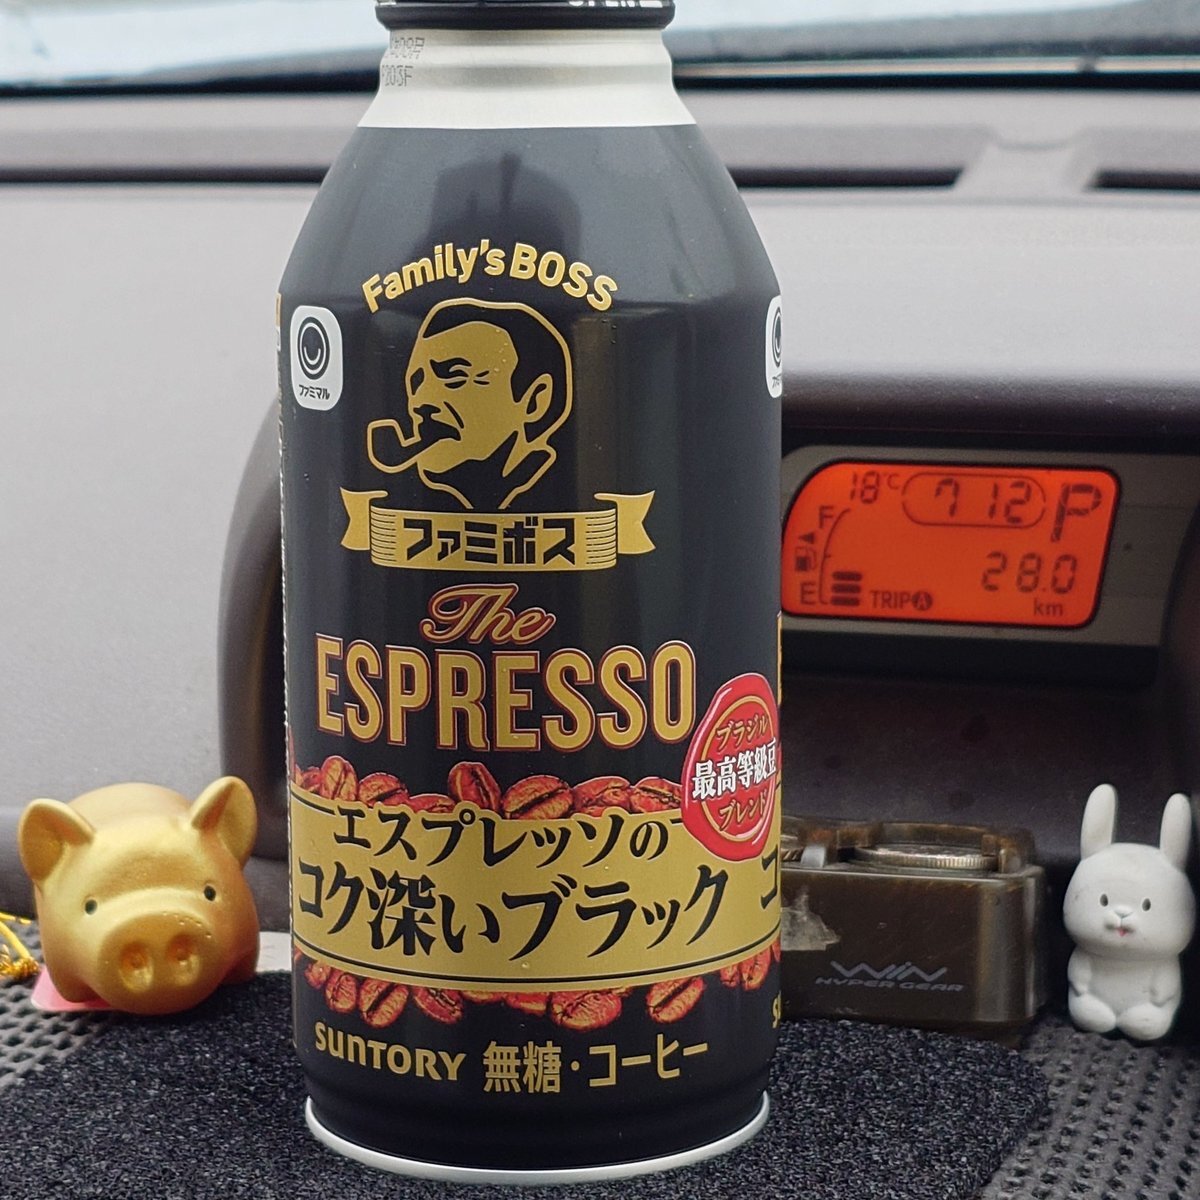 OPEN
Family's BOSS
ファミマル
ファミボス
The
ESPRESSO
ブラジル
最高等級豆
ブレンド
エスプレッソの
コク深いブラック
SUNTORY 無糖・コーヒー
18℃ 7 12 P
F
E
28.0
TRIP A km
WiN
HYPER GEAR